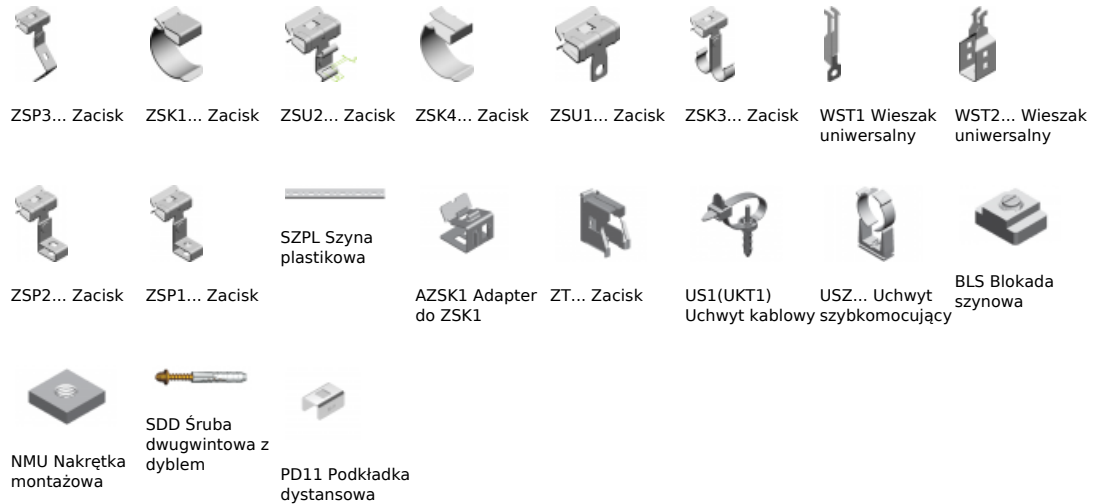 ZSP3... Zacisk
ZSK1... Zacisk
ZSU2... Zacisk
ZSK4... Zacisk
ZSU1... Zacisk
ZSK3... Zacisk
WST1 Wieszak
uniwersalny
WST2... Wieszak
uniwersalny
ZSP2... Zacisk
ZSP1... Zacisk
SZPL Szyna
plastikowa
AZSK1 Adapter
do ZSK1
ZT... Zacisk
US1(UKT1)
Uchwyt kablowy
USZ... Uchwyt
szybkomocujący
BLS Blokada
szynowa
NMU Nakrętka
montażowa
SDD Śruba
dwugwintowa z
dyblem
PD11 Podkładka
dystansowa